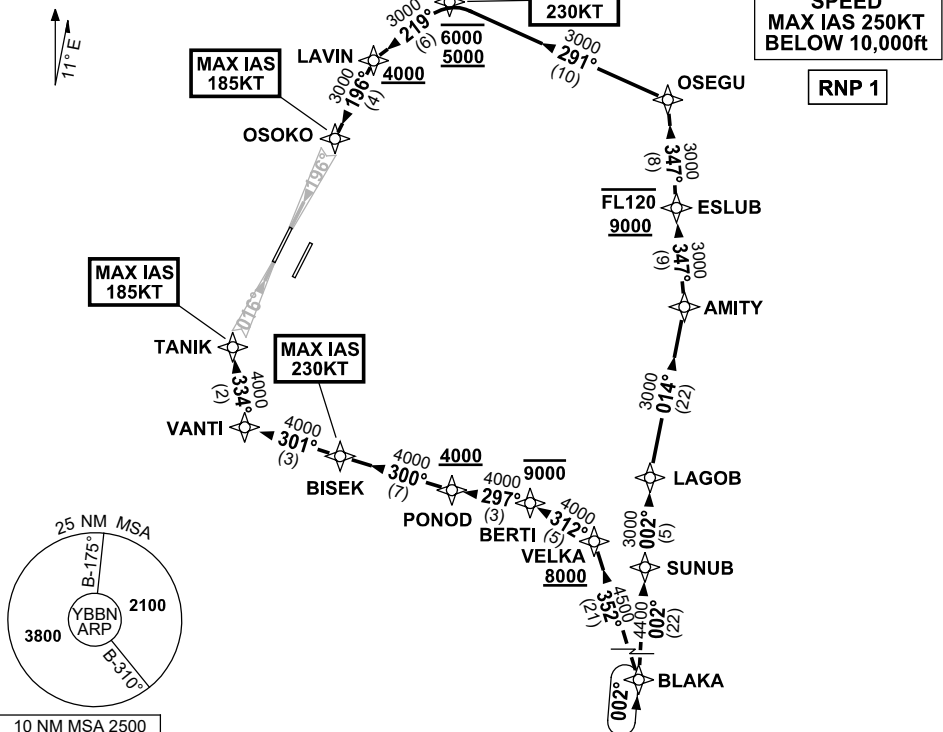 230KT
SPEED
MAX IAS 250KT
BELOW 10,000ft
RNP 1
11° E
3000
219°
(6)
6000
5000
3000
291°
(10)
LAVIN
4000
MAX IAS
185KT
3000
196°
(4)
OSOKO
OSEGU
3000
347°
(8)
FL120
9000
ESLUB
3000
347°
(9)
AMITY
196°
016°
MAX IAS
185KT
TANIK
MAX IAS
230KT
4000
334°
(2)
VANTI
4000
301°
(3)
BISEK
4000
300°
(7)
4000
PONOD
4000
297°
(3)
9000
BERTI
4000
312°
(5)
VELKA
8000
3000
014°
(22)
LAGOB
3000
002°
(5)
SUNUB
4500
352°
(21)
4400
002°
(22)
BLAKA
002°
25 NM MSA
B-175°
YBBN
ARP
2100
3800
B-310°
10 NM MSA 2500